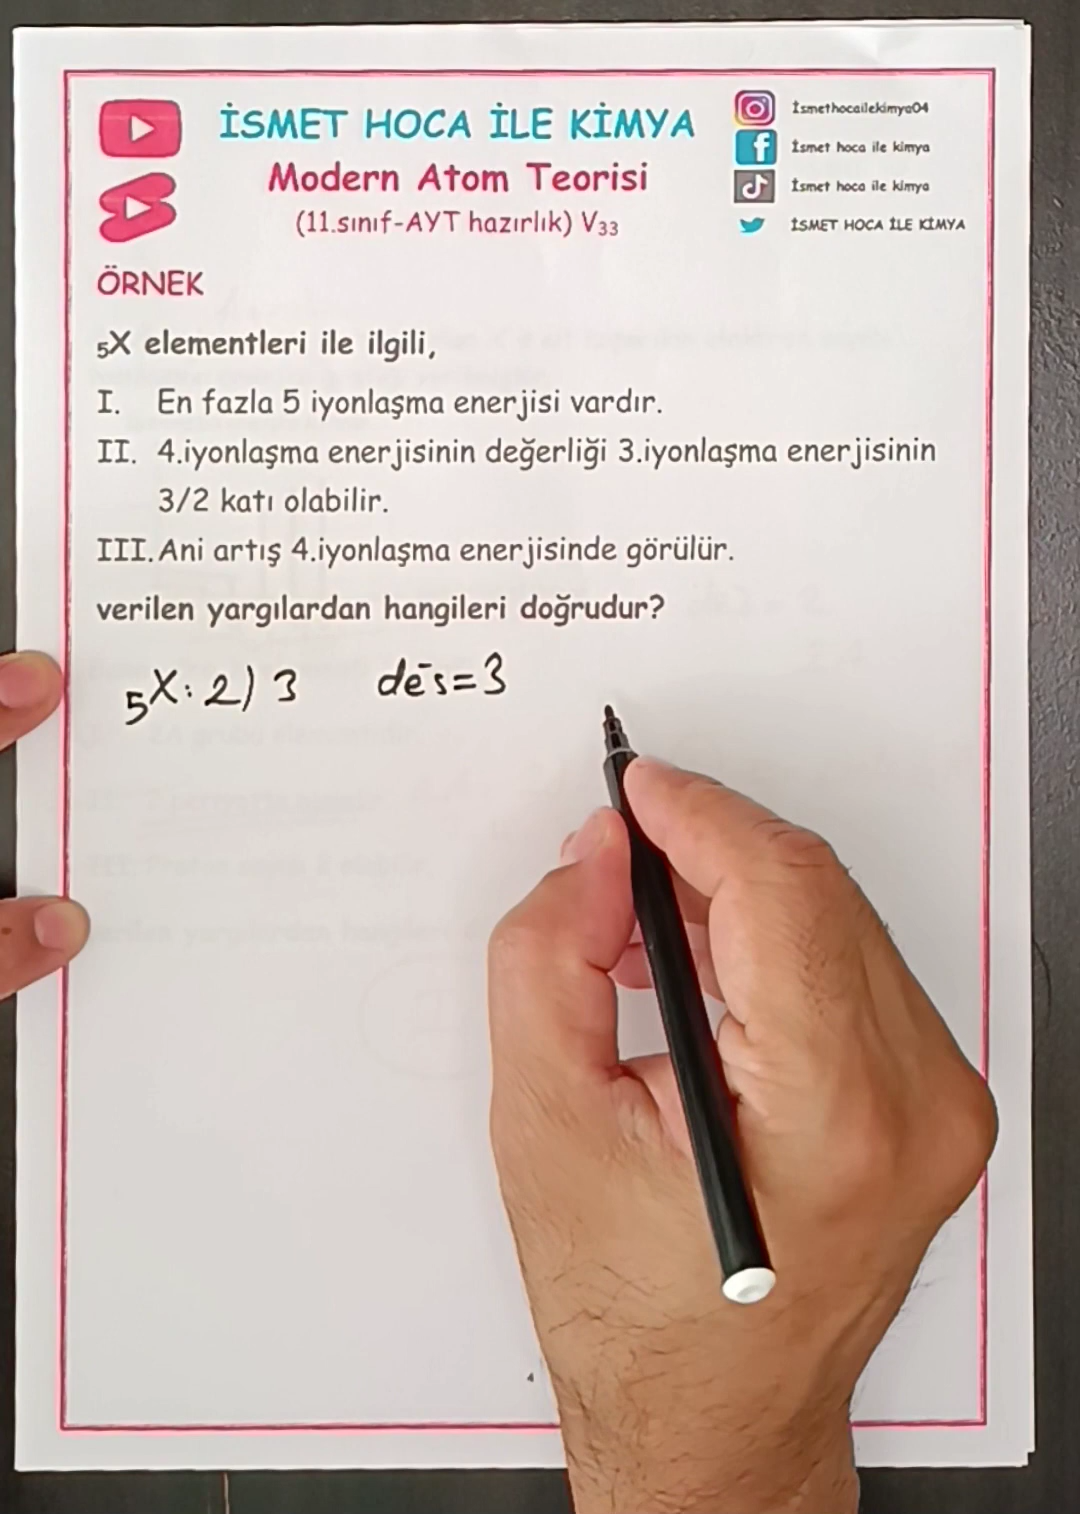 İSMET HOCA İLE KİMYA
Modern Atom Teorisi
(11.sınıf-AYT hazırlık) V33
İsmethocailekimya04
İsmet hoca ile kimya
İsmet hoca ile kimya
İSMET HOCA İLE KİMYA
ÖRNEK
5X elementleri ile ilgili,
I. En fazla 5 iyonlaşma enerjisi vardır.
II. 4.iyonlaşma enerjisinin değerliği 3.iyonlaşma enerjisinin
3/2 katı olabilir.
III. Ani artış 4.iyonlaşma enerjisinde görülür.
verilen yargılardan hangileri doğrudur?
5X: 2) 3 dēs=3
4